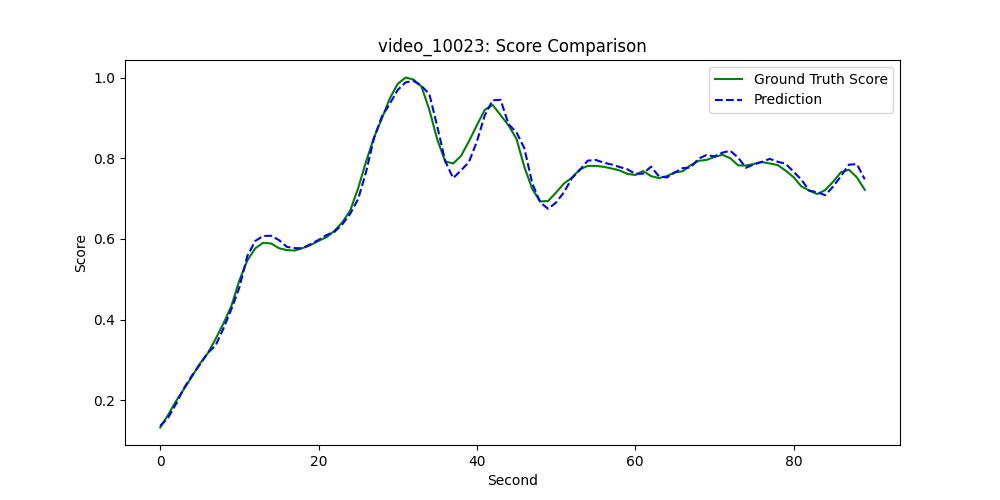 video_10023: Score Comparison
Ground Truth Score
Prediction
1.0
0.8
0.6
0.4
0.2
Score
0 20 40 60 80
Second